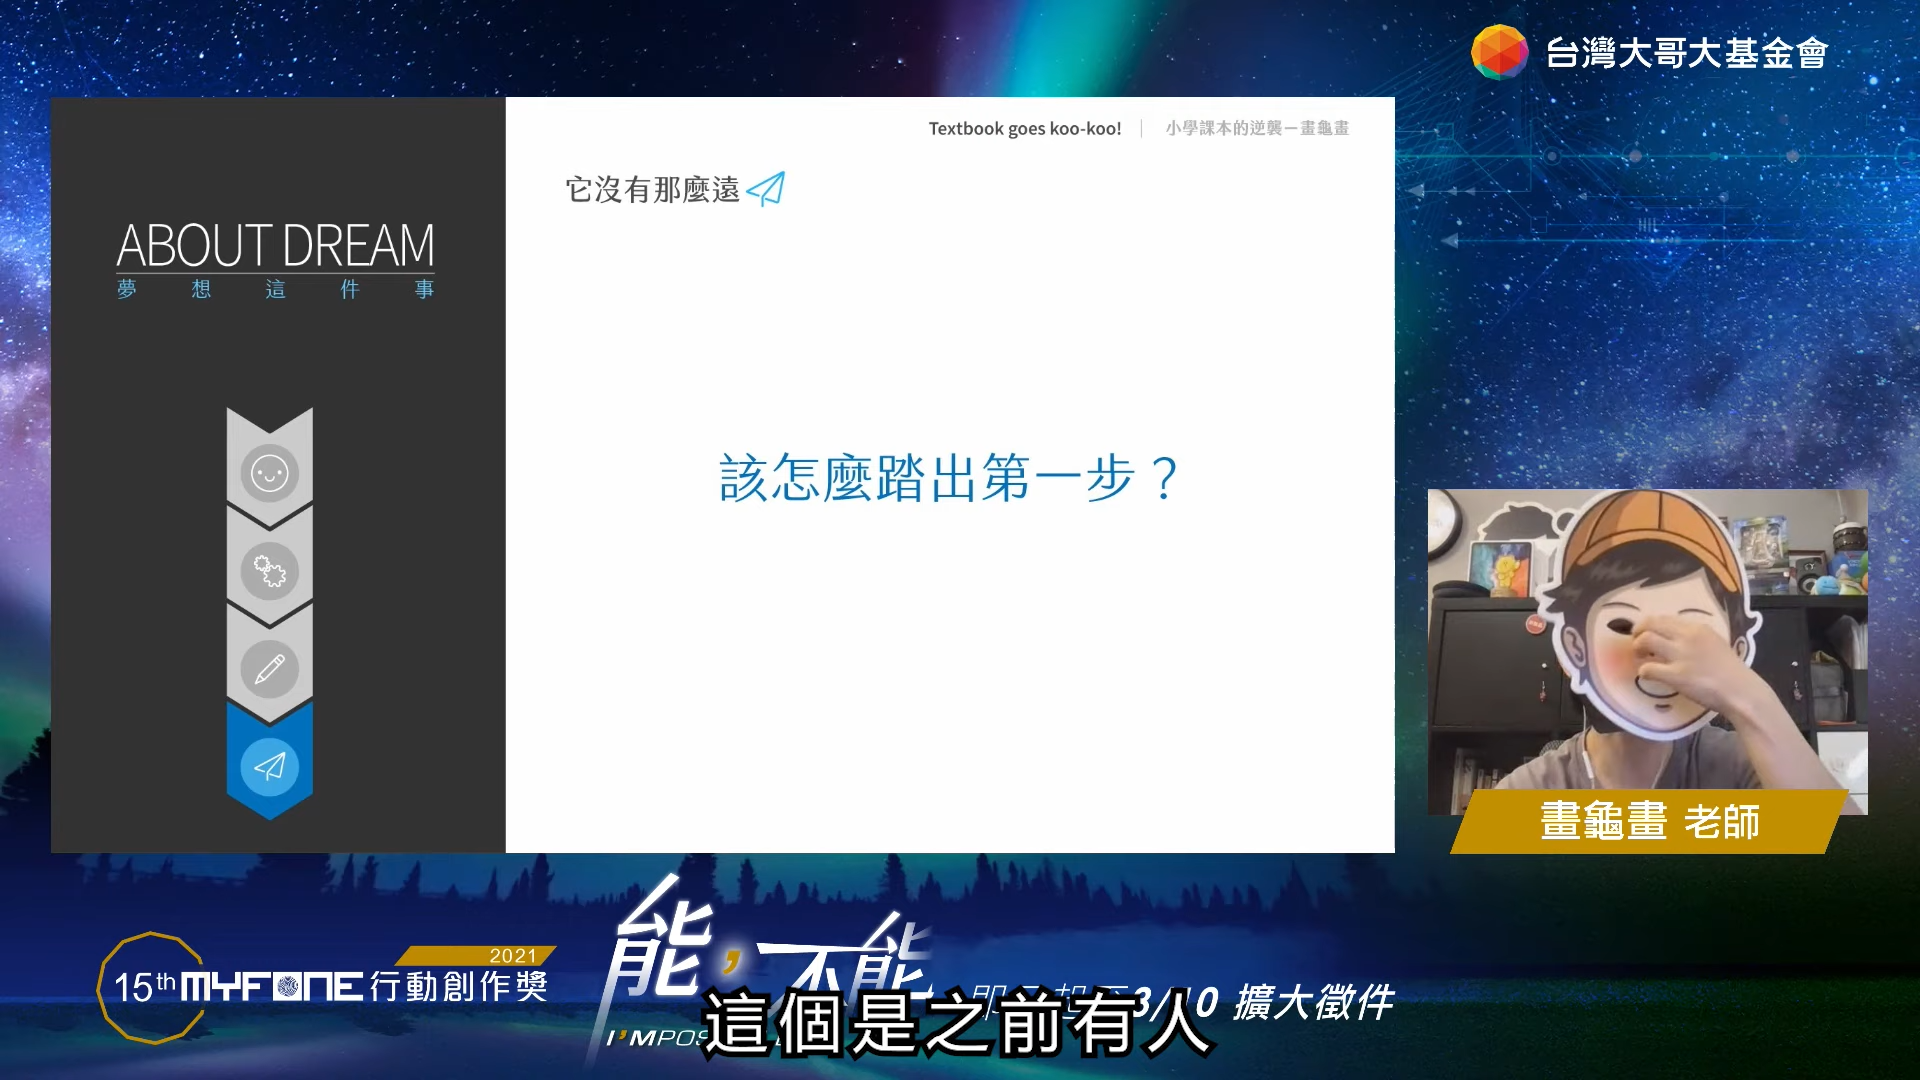 台灣大哥大基金會
Textbook goes koo-koo! 小學課本的逆襲－畫龜畫
它沒有那麼遠
ABOUT DREAM
夢想這件事
該怎麼踏出第一步？
畫龜畫 老師
2021
15th MYFONE 行動創作獎
能，不能
3/10 擴大徵件
I'MPOS
這個是之前有人